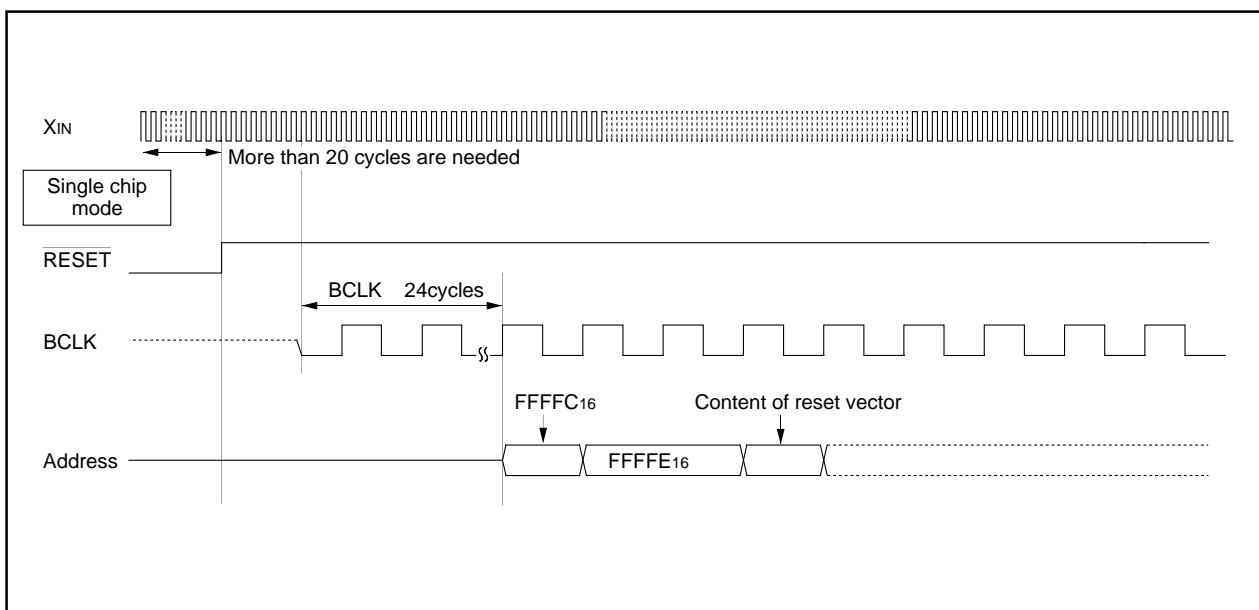 XIN
More than 20 cycles are needed
Single chip
mode
RESET
BCLK 24cycles
BCLK
FFFFC16
Content of reset vector
Address
FFFFE16